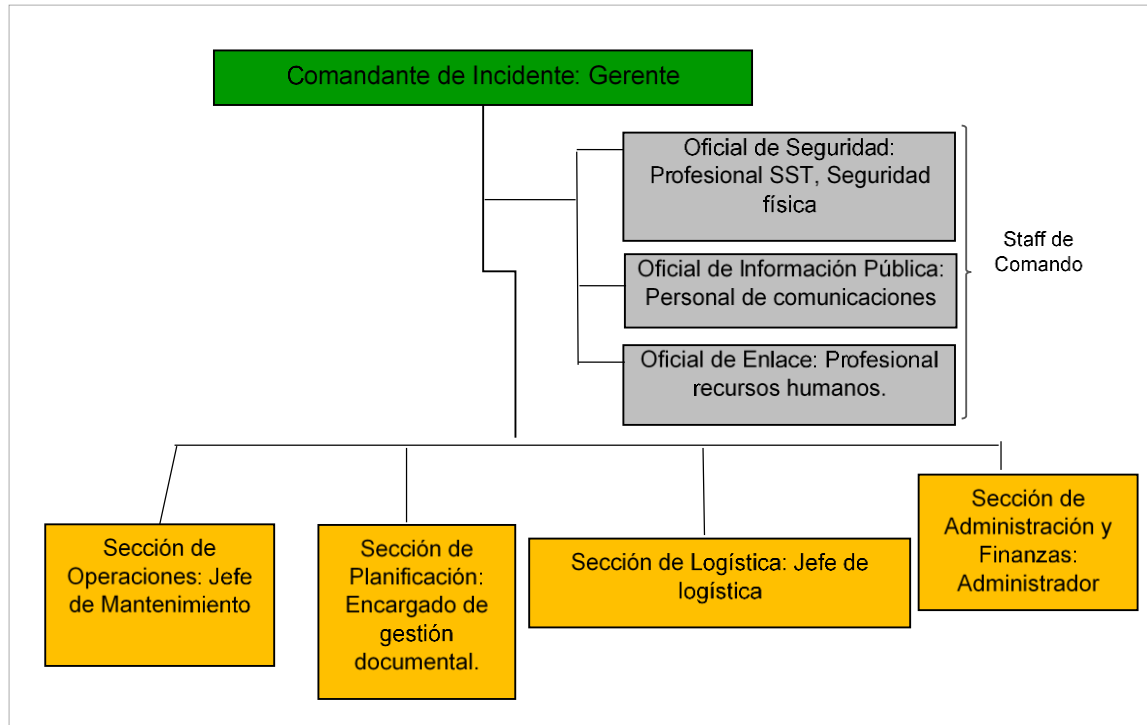 Comandante de Incidente: Gerente
Oficial de Seguridad:
Profesional SST, Seguridad
física
Oficial de Información Pública:
Personal de comunicaciones
Oficial de Enlace: Profesional
recursos humanos.
Staff de
Comando
Sección de
Operaciones: Jefe
de Mantenimiento
Sección de
Planificación:
Encargado de
gestión
documental.
Sección de Logística: Jefe de
logística
Sección de
Administración y
Finanzas:
Administrador